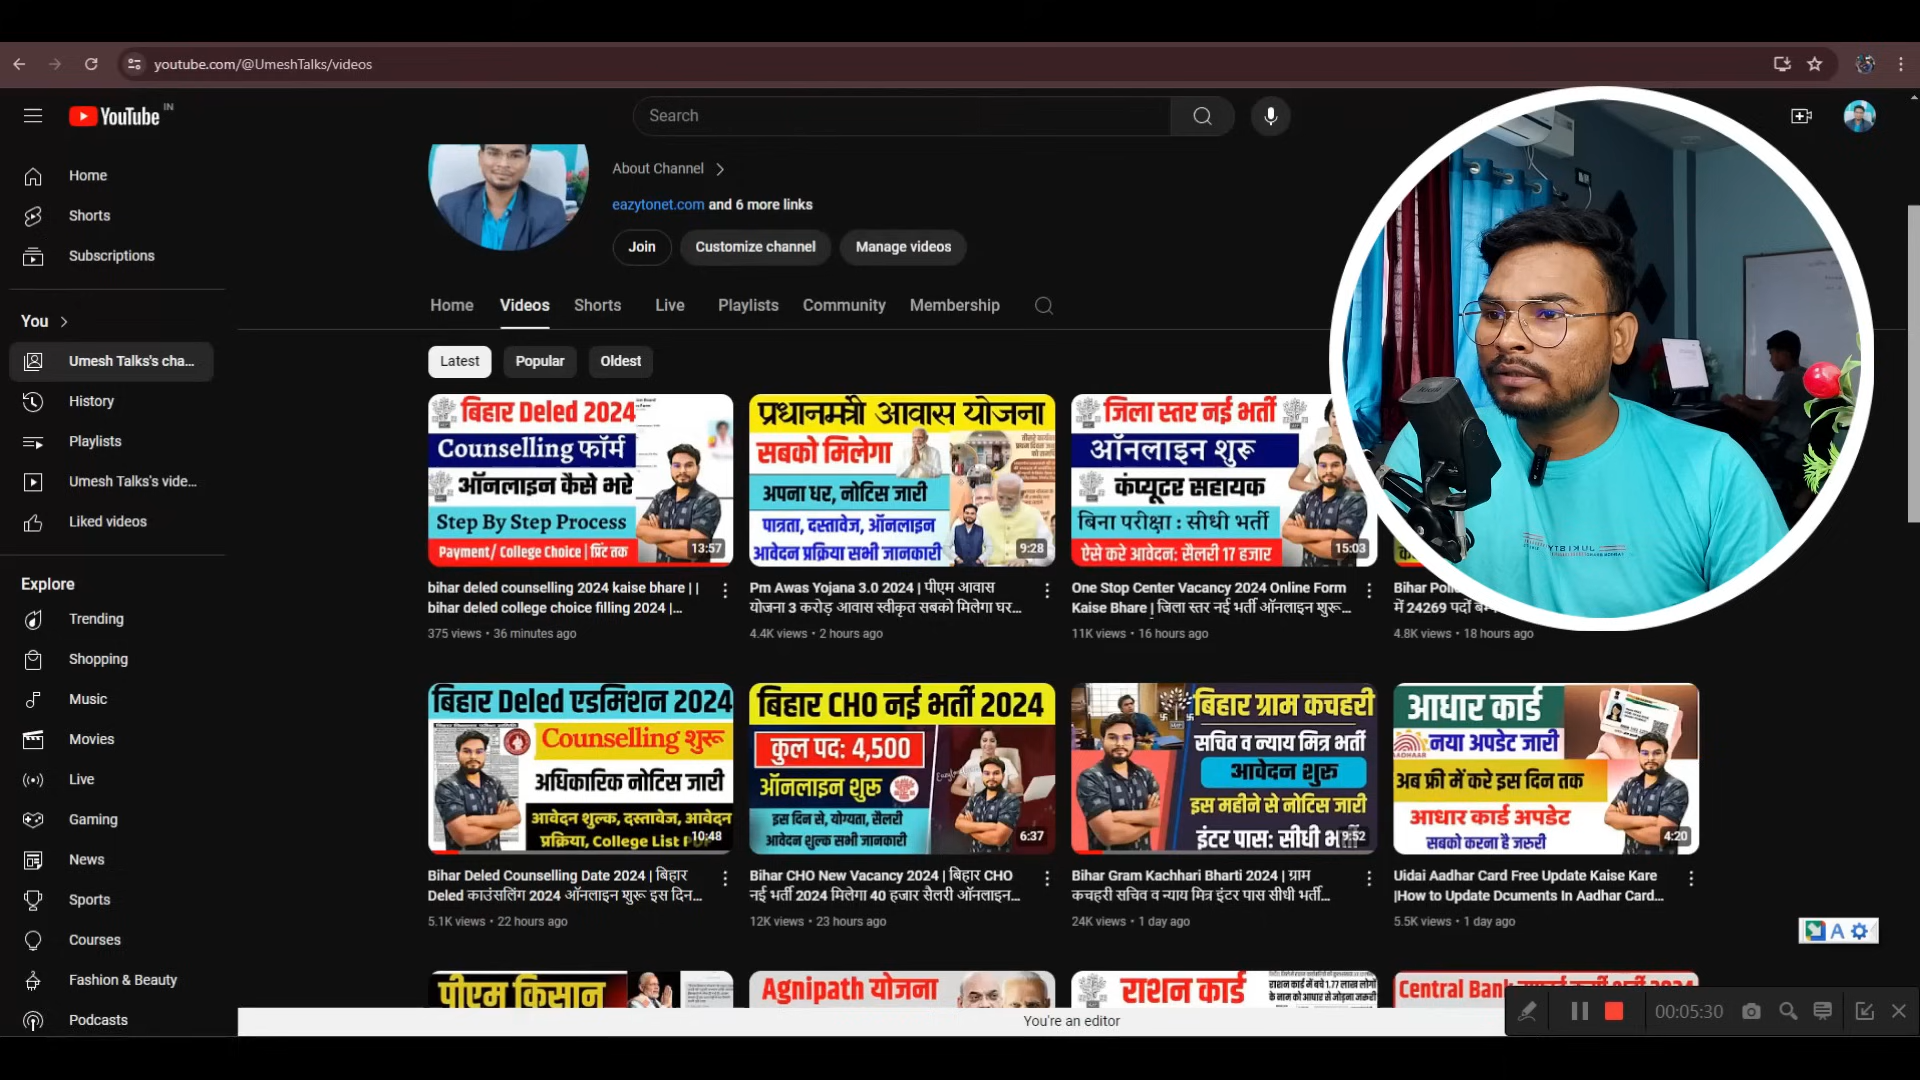 youtube.com/@UmeshTalks/videos
YouTube IN
Search
Home
Shorts
Subscriptions
You
Umesh Talks's cha...
History
Playlists
Umesh Talks's vide...
Liked videos
Explore
Trending
Shopping
Music
Movies
Live
Gaming
News
Sports
Courses
Fashion & Beauty
Podcasts
About Channel
eazytonet.com and 6 more links
Join
Customize channel
Manage videos
Home Videos Shorts Live Playlists Community Membership
Latest Popular Oldest
बिहार Deled 2024
Counselling फॉर्म
ऑनलाइन कैसे भरे
Step By Step Process
Payment/ College Choice | प्रिंट तक
13:57
bihar deled counselling 2024 kaise bhare | |
bihar deled college choice filling 2024 |...
375 views • 36 minutes ago
प्रधानमंत्री आवास योजना
सबको मिलेगा
अपना धर, नोटिस जारी
पात्रता, दस्तावेज, ऑनलाइन
आवेदन प्रक्रिया सभी जानकारी
9:28
Pm Awas Yojana 3.0 2024 | पीएम आवास
योजना 3 करोड़ आवास स्वीकृत सबको मिलेगा घर...
4.4K views • 2 hours ago
जिला स्तर नई भर्ती
ऑनलाइन शुरू
कंप्यूटर सहायक
बिना परीक्षा : सीधी भर्ती
ऐसे करे आवेदन: सैलरी 17 हजार
15:03
One Stop Center Vacancy 2024 Online Form
Kaise Bhare | जिला स्तर नई भर्ती ऑनलाइन शुरू...
11K views • 16 hours ago
Bihar
में 24269 पदों
4.8K views • 18 hours ago
बिहार Deled एडमिशन 2024
Counselling शुरू
अधिकारिक नोटिस जारी
आवेदन शुल्क, दस्तावेज, आवेदन
प्रक्रिया, College List
10:48
Bihar Deled Counselling Date 2024 | बिहार
Deled काउंसलिंग 2024 ऑनलाइन शुरू इस दिन...
5.1K views • 22 hours ago
बिहार CHO नई भर्ती 2024
कुल पद: 4,500
ऑनलाइन शुरू
इस दिन से, योग्यता, सैलरी
आवेदन शुल्क सभी जानकारी
6:37
Bihar CHO New Vacancy 2024 | बिहार CHO
नई भर्ती 2024 मिलेगा 40 हजार सैलरी ऑनलाइन...
12K views • 23 hours ago
बिहार ग्राम कचहरी
सचिव व न्याय मित्र भर्ती
आवेदन शुरू
इस महीने से नोटिस जारी
इंटर पास: सीधी
9:52
Bihar Gram Kachhari Bharti 2024 | ग्राम
कचहरी सचिव व न्याय मित्र इंटर पास सीधी भर्ती...
24K views • 1 day ago
आधार कार्ड
नया अपडेट जारी
अब फ्री में करे इस दिन तक
आधार कार्ड अपडेट
सबको करना है जरुरी
4:20
Uidai Aadhar Card Free Update Kaise Kare
|How to Update Dcuments In Aadhar Card...
5.5K views • 1 day ago
पीएम किसान
Agnipath योजना
राशन कार्ड
Central Bank
You're an editor
00:05:30
A